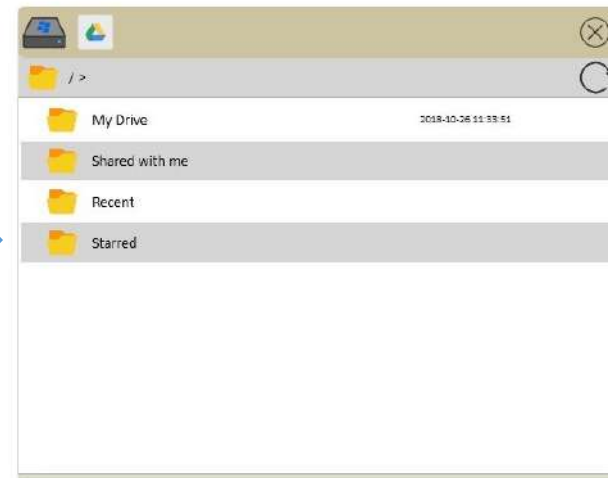 / >
My Drive 2018-10-26 11:33:51
Shared with me
Recent
Starred